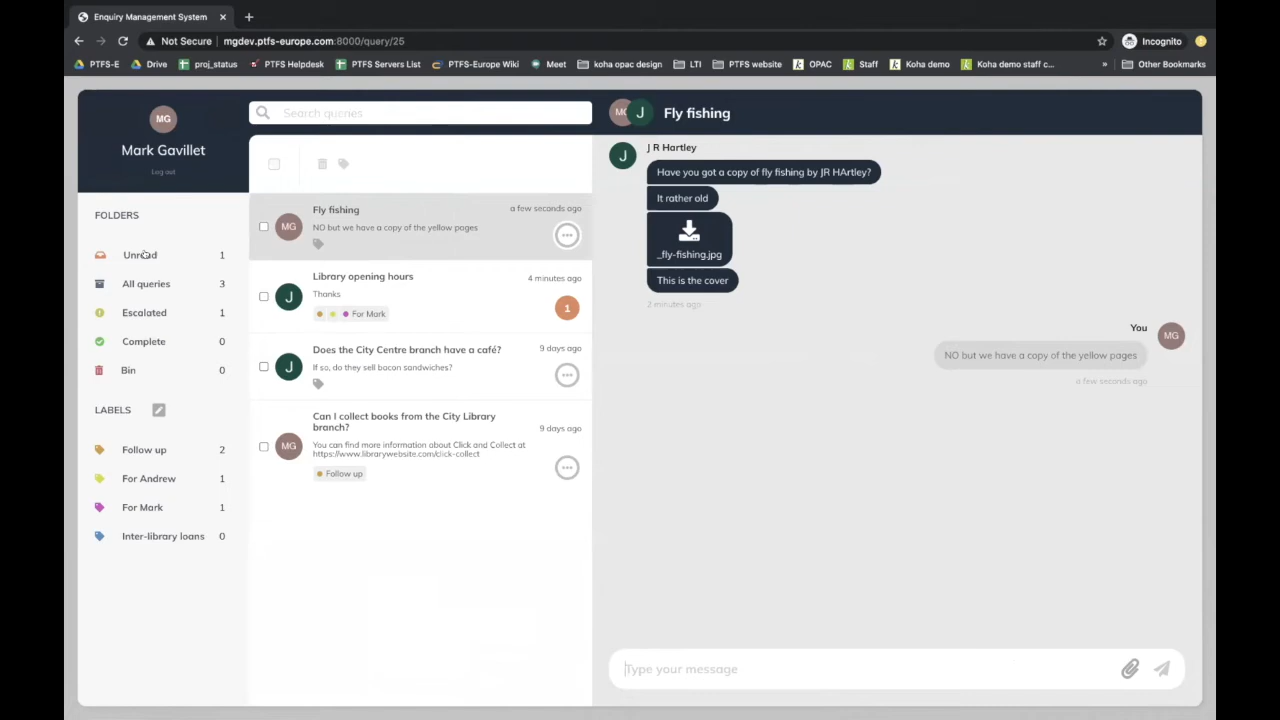 Enquiry Management System
Not Secure mgdev.ptfs-europe.com:8000/query/25 Incognito
PTFS-E Drive proj_status PTFS Helpdesk PTFS Servers List PTFS-Europe Wiki Meet koha opac design LTI PTFS website OPAC Staff Koha demo Koha demo staff c... » Other Bookmarks
MG
Mark Gavillet
Log out
FOLDERS
Unread 1
All queries 3
Escalated 1
Complete 0
Bin 0
LABELS
Follow up 2
For Andrew 1
For Mark 1
Inter-library loans 0
Search queries
Fly fishing
a few seconds ago
MG
NO but we have a copy of the yellow pages
Library opening hours
4 minutes ago
J
Thanks
For Mark
1
Does the City Centre branch have a café?
9 days ago
J
If so, do they sell bacon sandwiches?
Can I collect books from the City Library
branch?
9 days ago
MG
You can find more information about Click and Collect at
https://www.librarywebsite.com/click-collect
Follow up
MG J Fly fishing
J R Hartley
J
Have you got a copy of fly fishing by JR HArtley?
It rather old
_fly-fishing.jpg
This is the cover
2 minutes ago
You
MG
NO but we have a copy of the yellow pages
a few seconds ago
Type your message